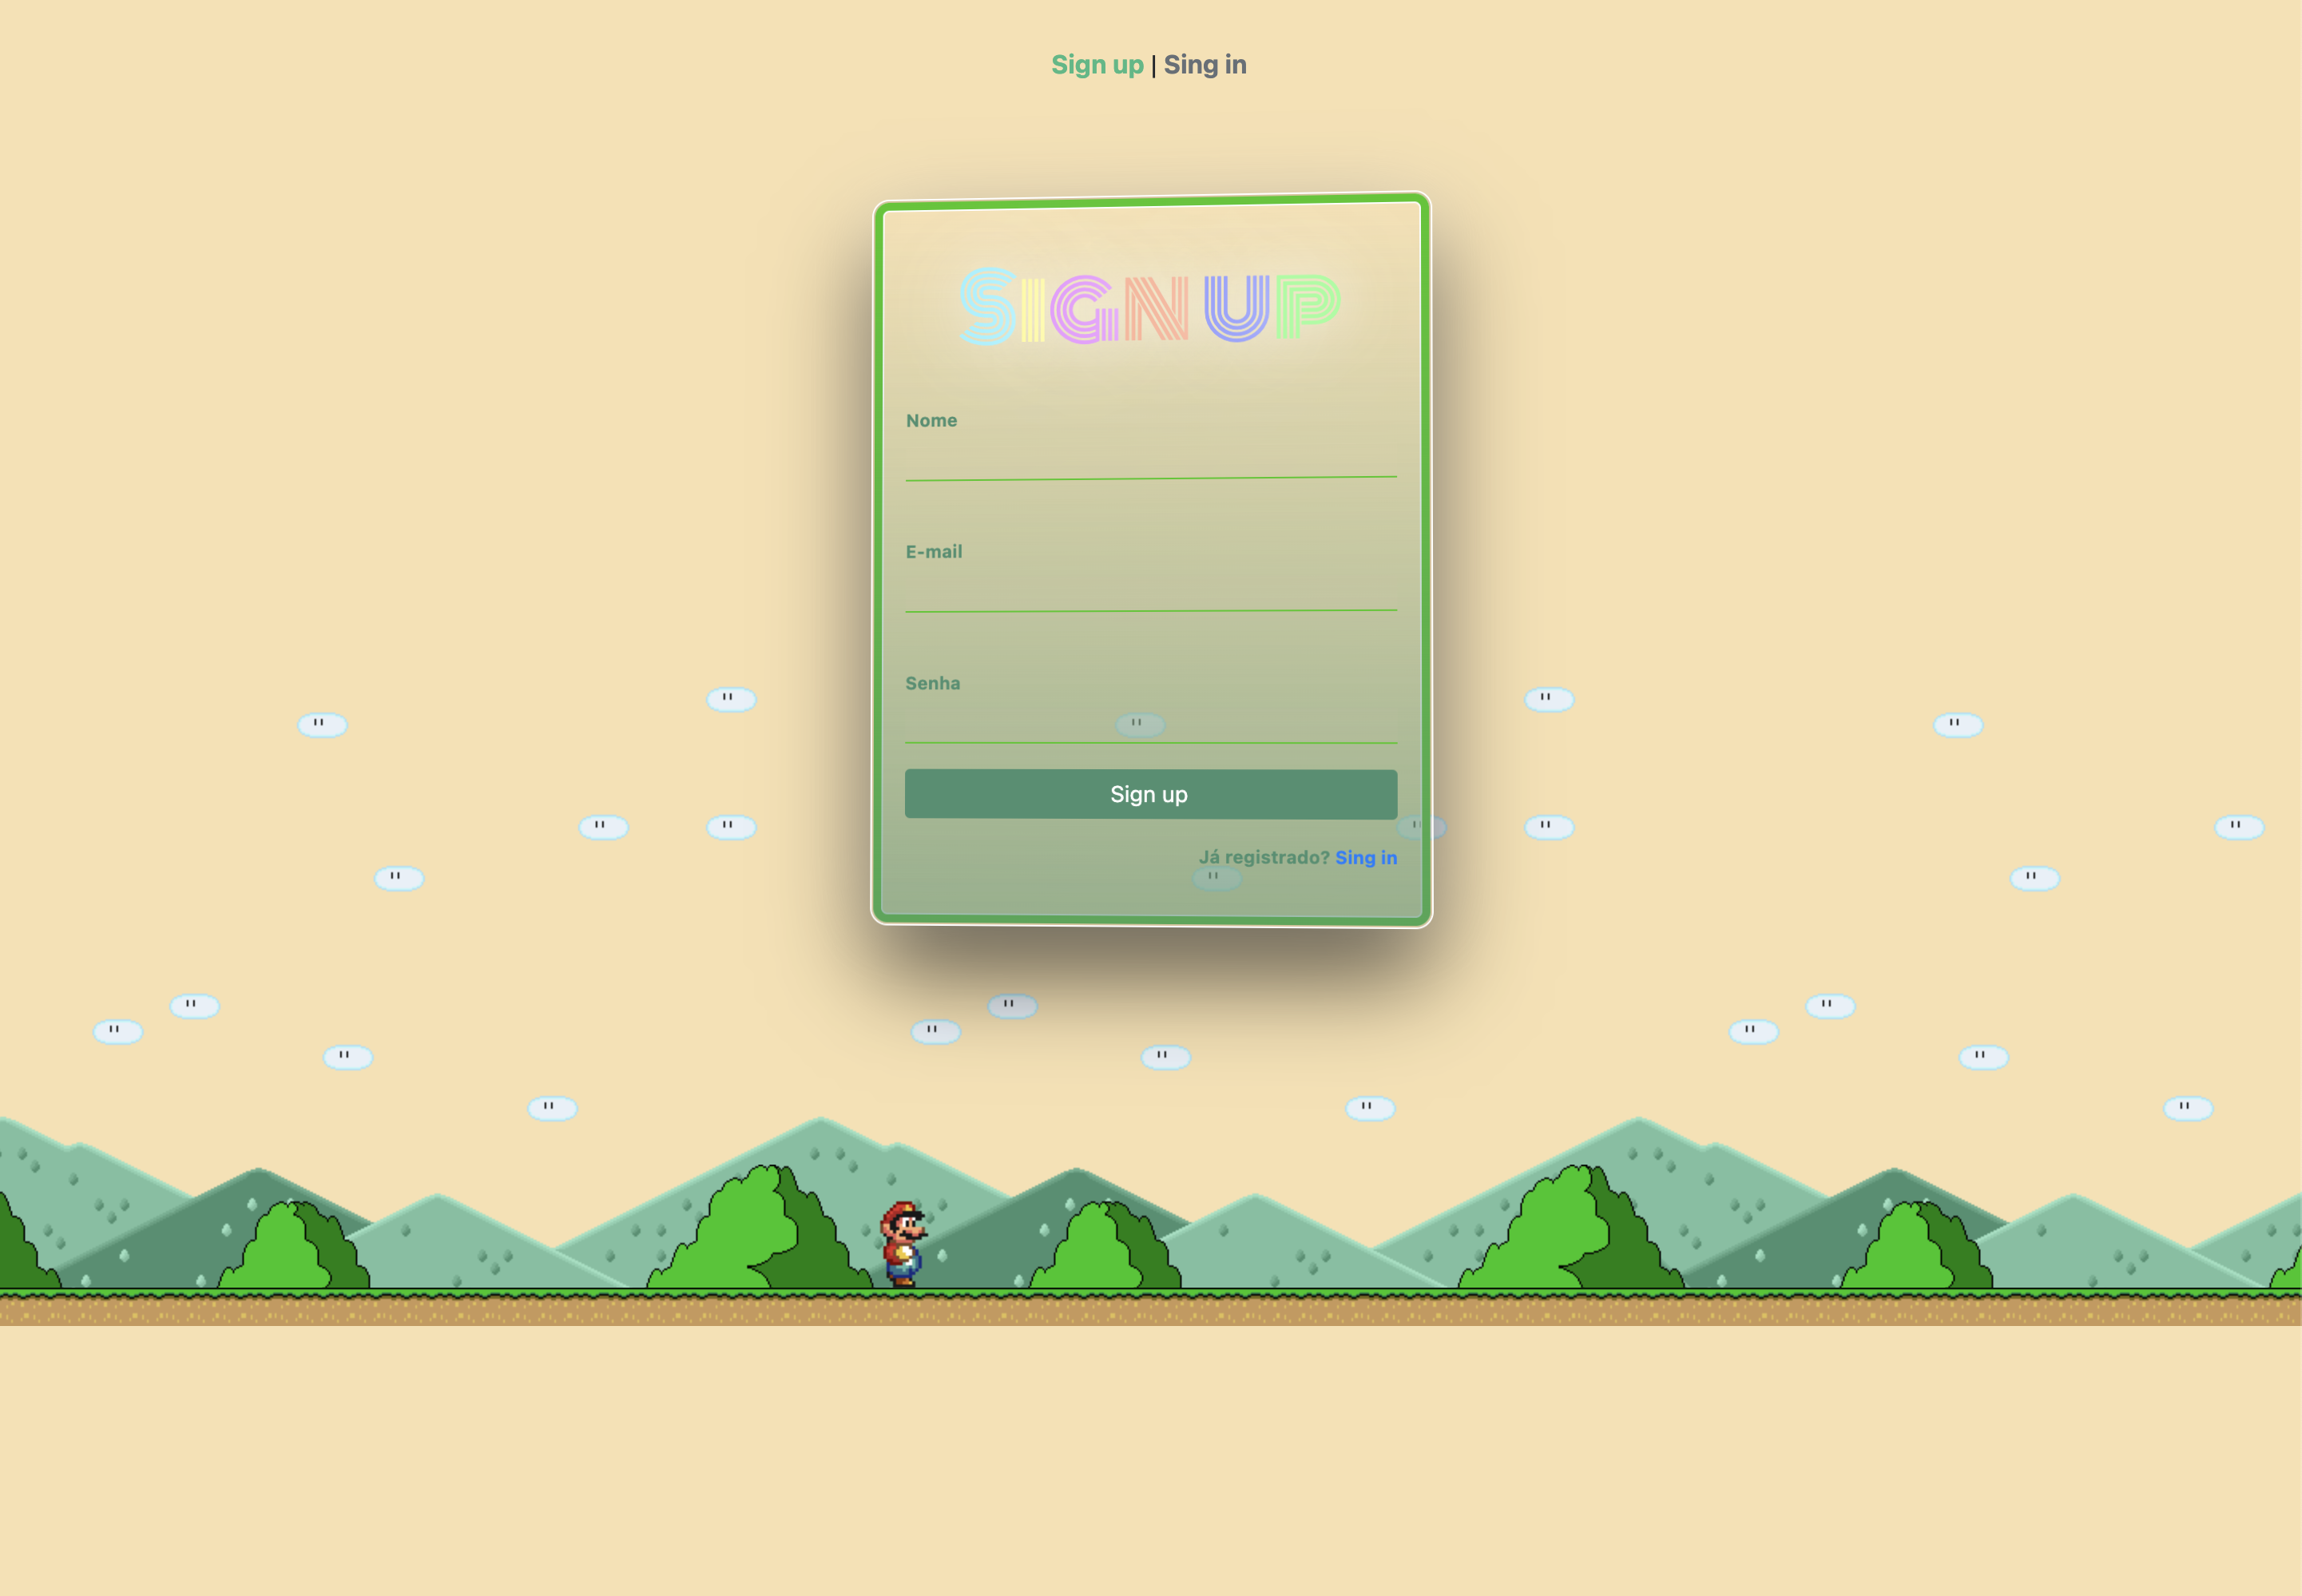 Sign up | Sing in
SIGN UP
Nome
E-mail
Senha
Sign up
Já registrado? Sing in